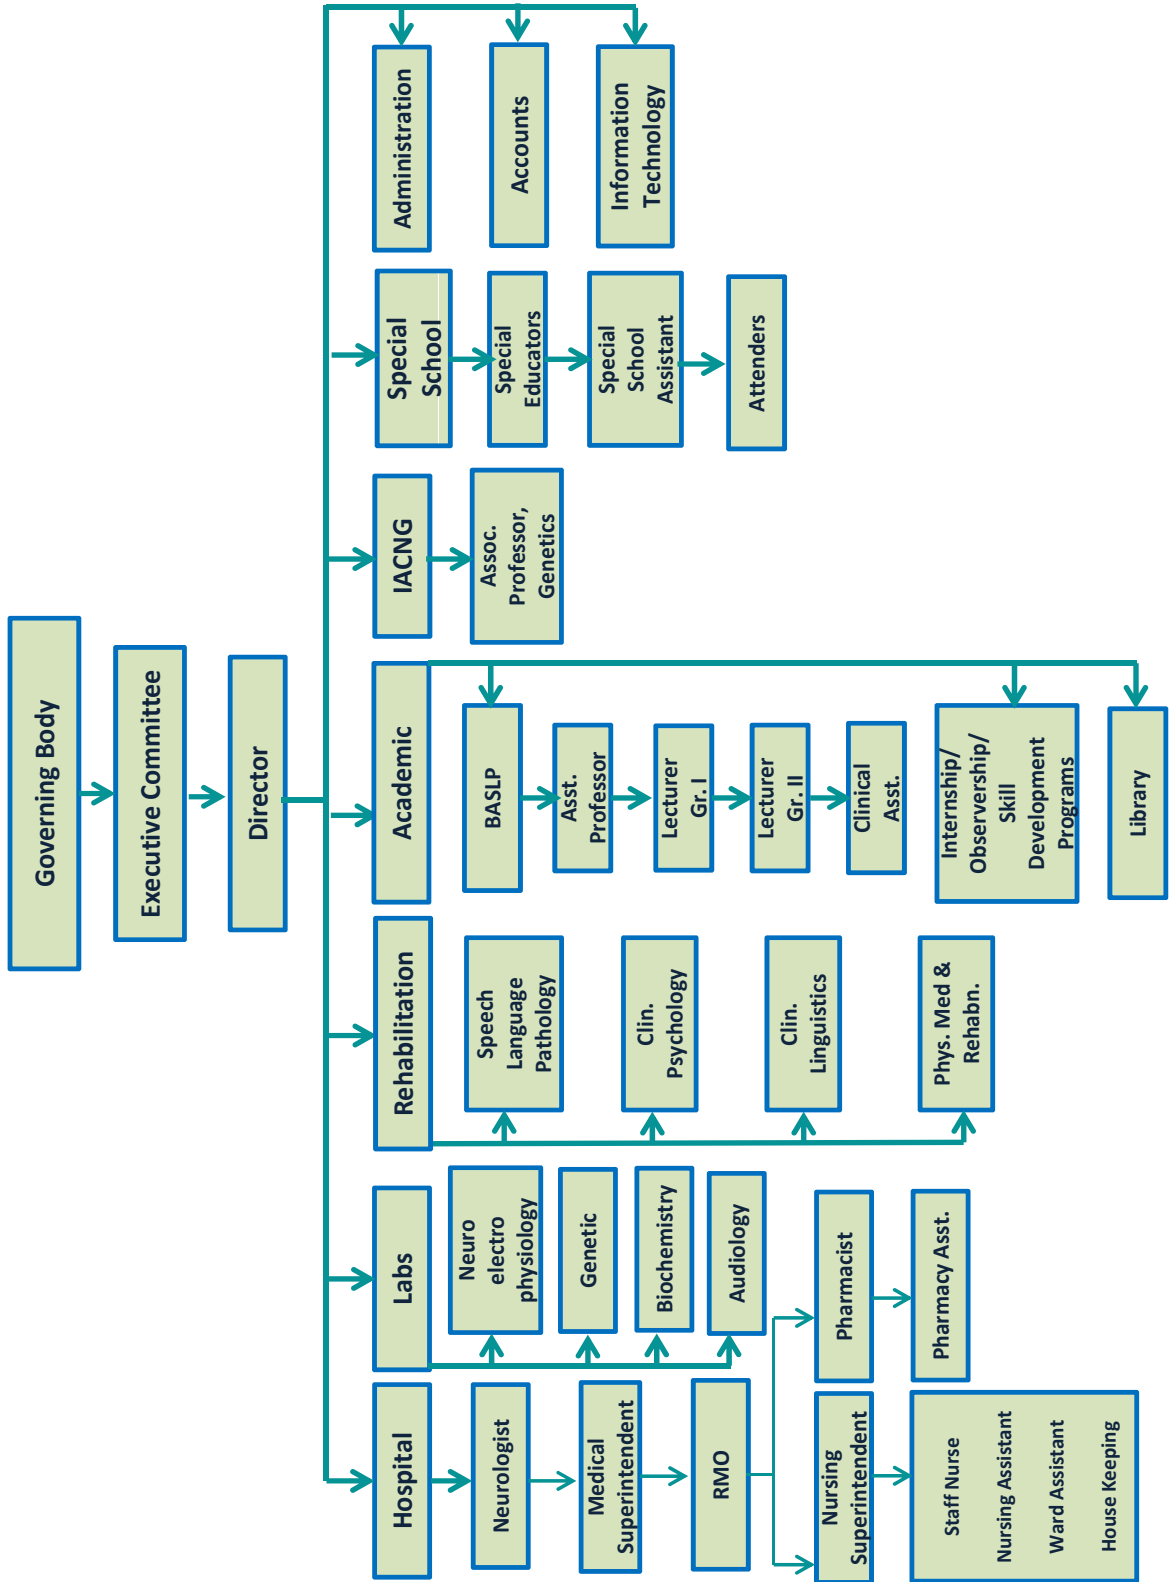 Governing Body
Executive Committee
Director
Hospital
Neurologist
Medical
Superintendent
RMO
Nursing
Superintendent
Staff Nurse
Nursing Assistant
Ward Assistant
House Keeping
Pharmacist
Pharmacy Asst.
Labs
Neuro
electro
physiology
Genetic
Biochemistry
Audiology
Rehabilitation
Speech
Language
Pathology
Clin.
Psychology
Clin.
Linguistics
Phys. Med &
Rehabn.
Academic
BASLP
Asst.
Professor
Lecturer
Gr. I
Lecturer
Gr. II
Clinical
Asst.
Internship/
Observership/
Skill
Development
Programs
Library
IACNG
Assoc.
Professor,
Genetics
Special
School
Special
Educators
Special
School
Assistant
Attenders
Administration
Accounts
Information
Technology